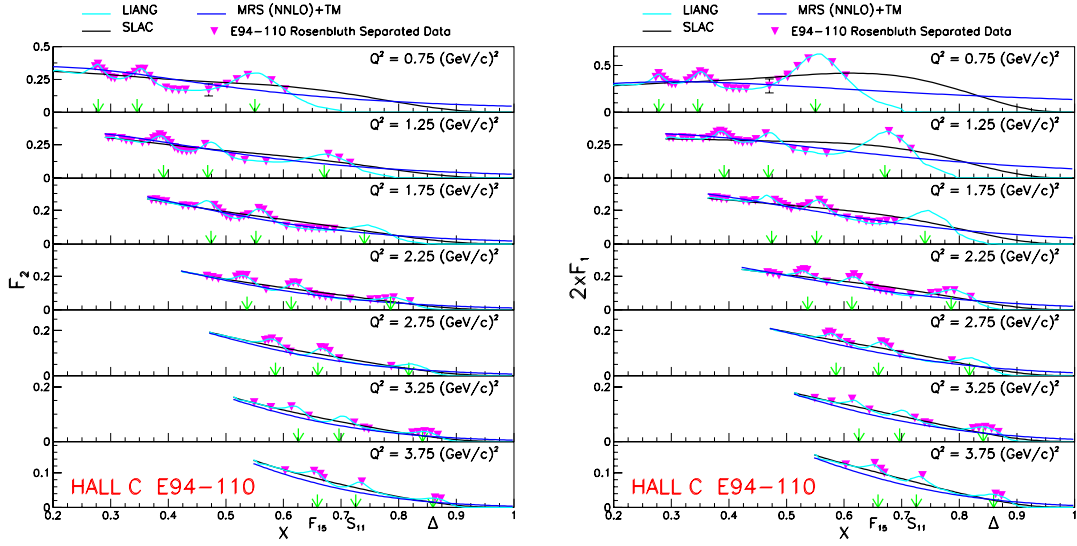 LIANG
SLAC
MRS (NNLO)+TM
E94-110 Rosenbluth Separated Data
0.5
0.25
0
Q² = 0.75 (GeV/c)²
0.25
0
Q² = 1.25 (GeV/c)²
0.2
0
Q² = 1.75 (GeV/c)²
0.2
0
Q² = 2.25 (GeV/c)²
0.2
0
Q² = 2.75 (GeV/c)²
0.2
0
Q² = 3.25 (GeV/c)²
0.1
0
Q² = 3.75 (GeV/c)²
F₂
HALL C E94-110
0.2 0.3 0.4 0.5 0.6 0.7 0.8 0.9 1
X F₁₅ S₁₁ Δ
LIANG
SLAC
MRS (NNLO)+TM
E94-110 Rosenbluth Separated Data
0.5
0
Q² = 0.75 (GeV/c)²
0.25
0
Q² = 1.25 (GeV/c)²
0.2
0
Q² = 1.75 (GeV/c)²
0.2
0
Q² = 2.25 (GeV/c)²
0.2
0
Q² = 2.75 (GeV/c)²
0.2
0
Q² = 3.25 (GeV/c)²
0.1
0
Q² = 3.75 (GeV/c)²
2xF₁
HALL C E94-110
0.2 0.3 0.4 0.5 0.6 0.7 0.8 0.9 1
X F₁₅ S₁₁ Δ